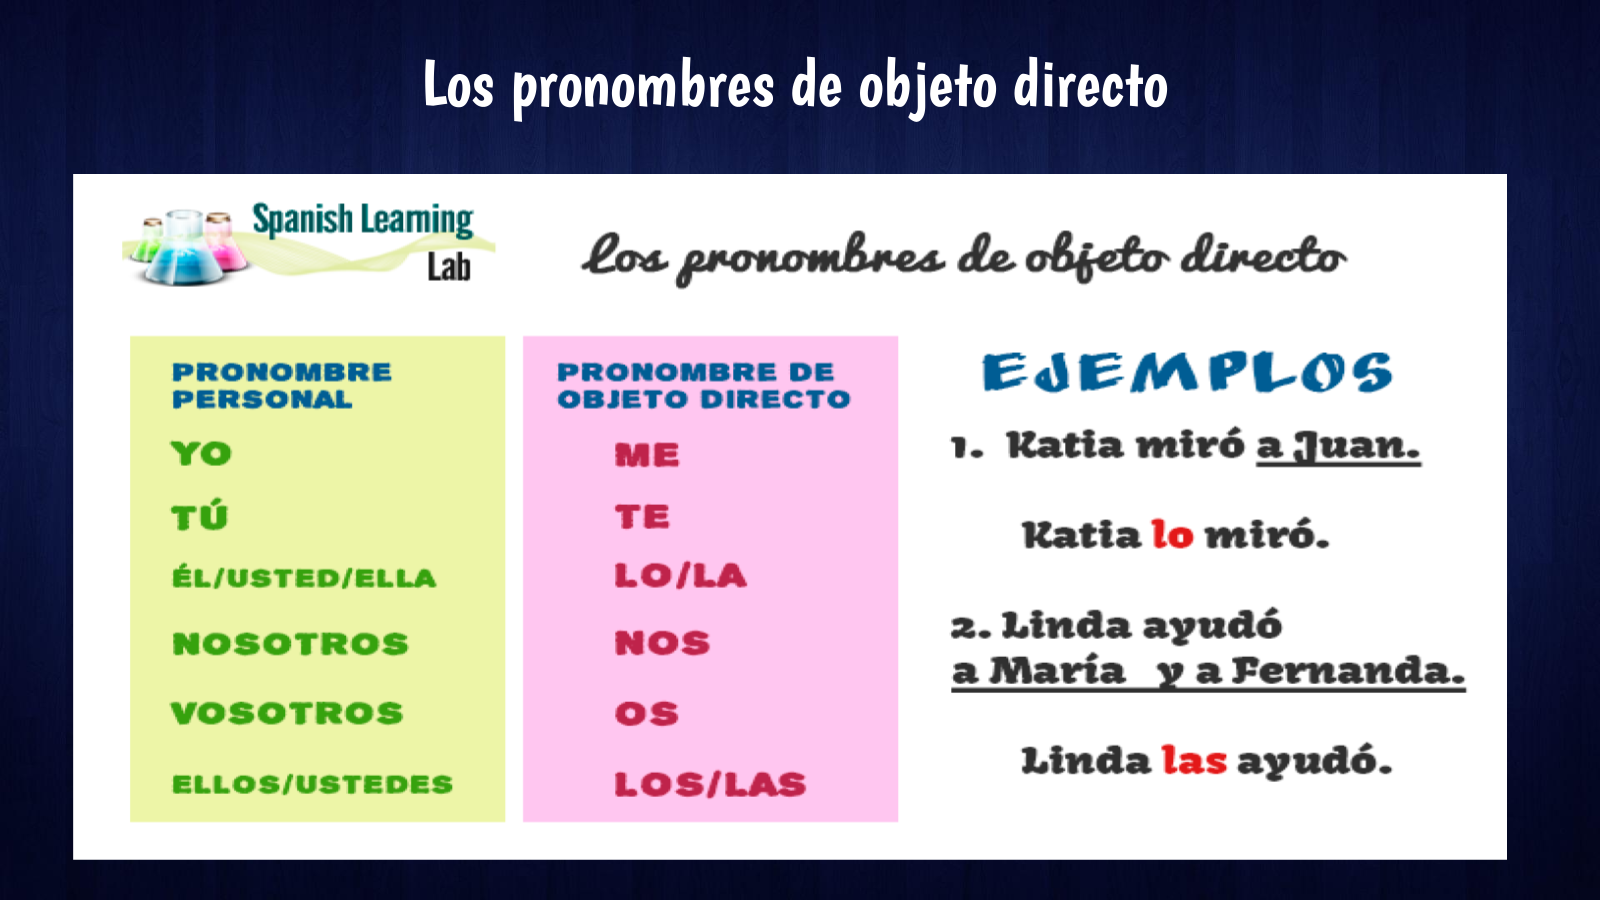 Los pronombres de objeto directo
Spanish Learning
Lab
Los pronombres de objeto directo
PRONOMBRE
PERSONAL
YO
TÚ
ÉL/USTED/ELLA
NOSOTROS
VOSOTROS
ELLOS/USTEDES
PRONOMBRE DE
OBJETO DIRECTO
ME
TE
LO/LA
NOS
OS
LOS/LAS
EJEMPLOS
1. Katia miró a Juan.
Katia lo miró.
2. Linda ayudó
a María y a Fernanda.
Linda las ayudó.